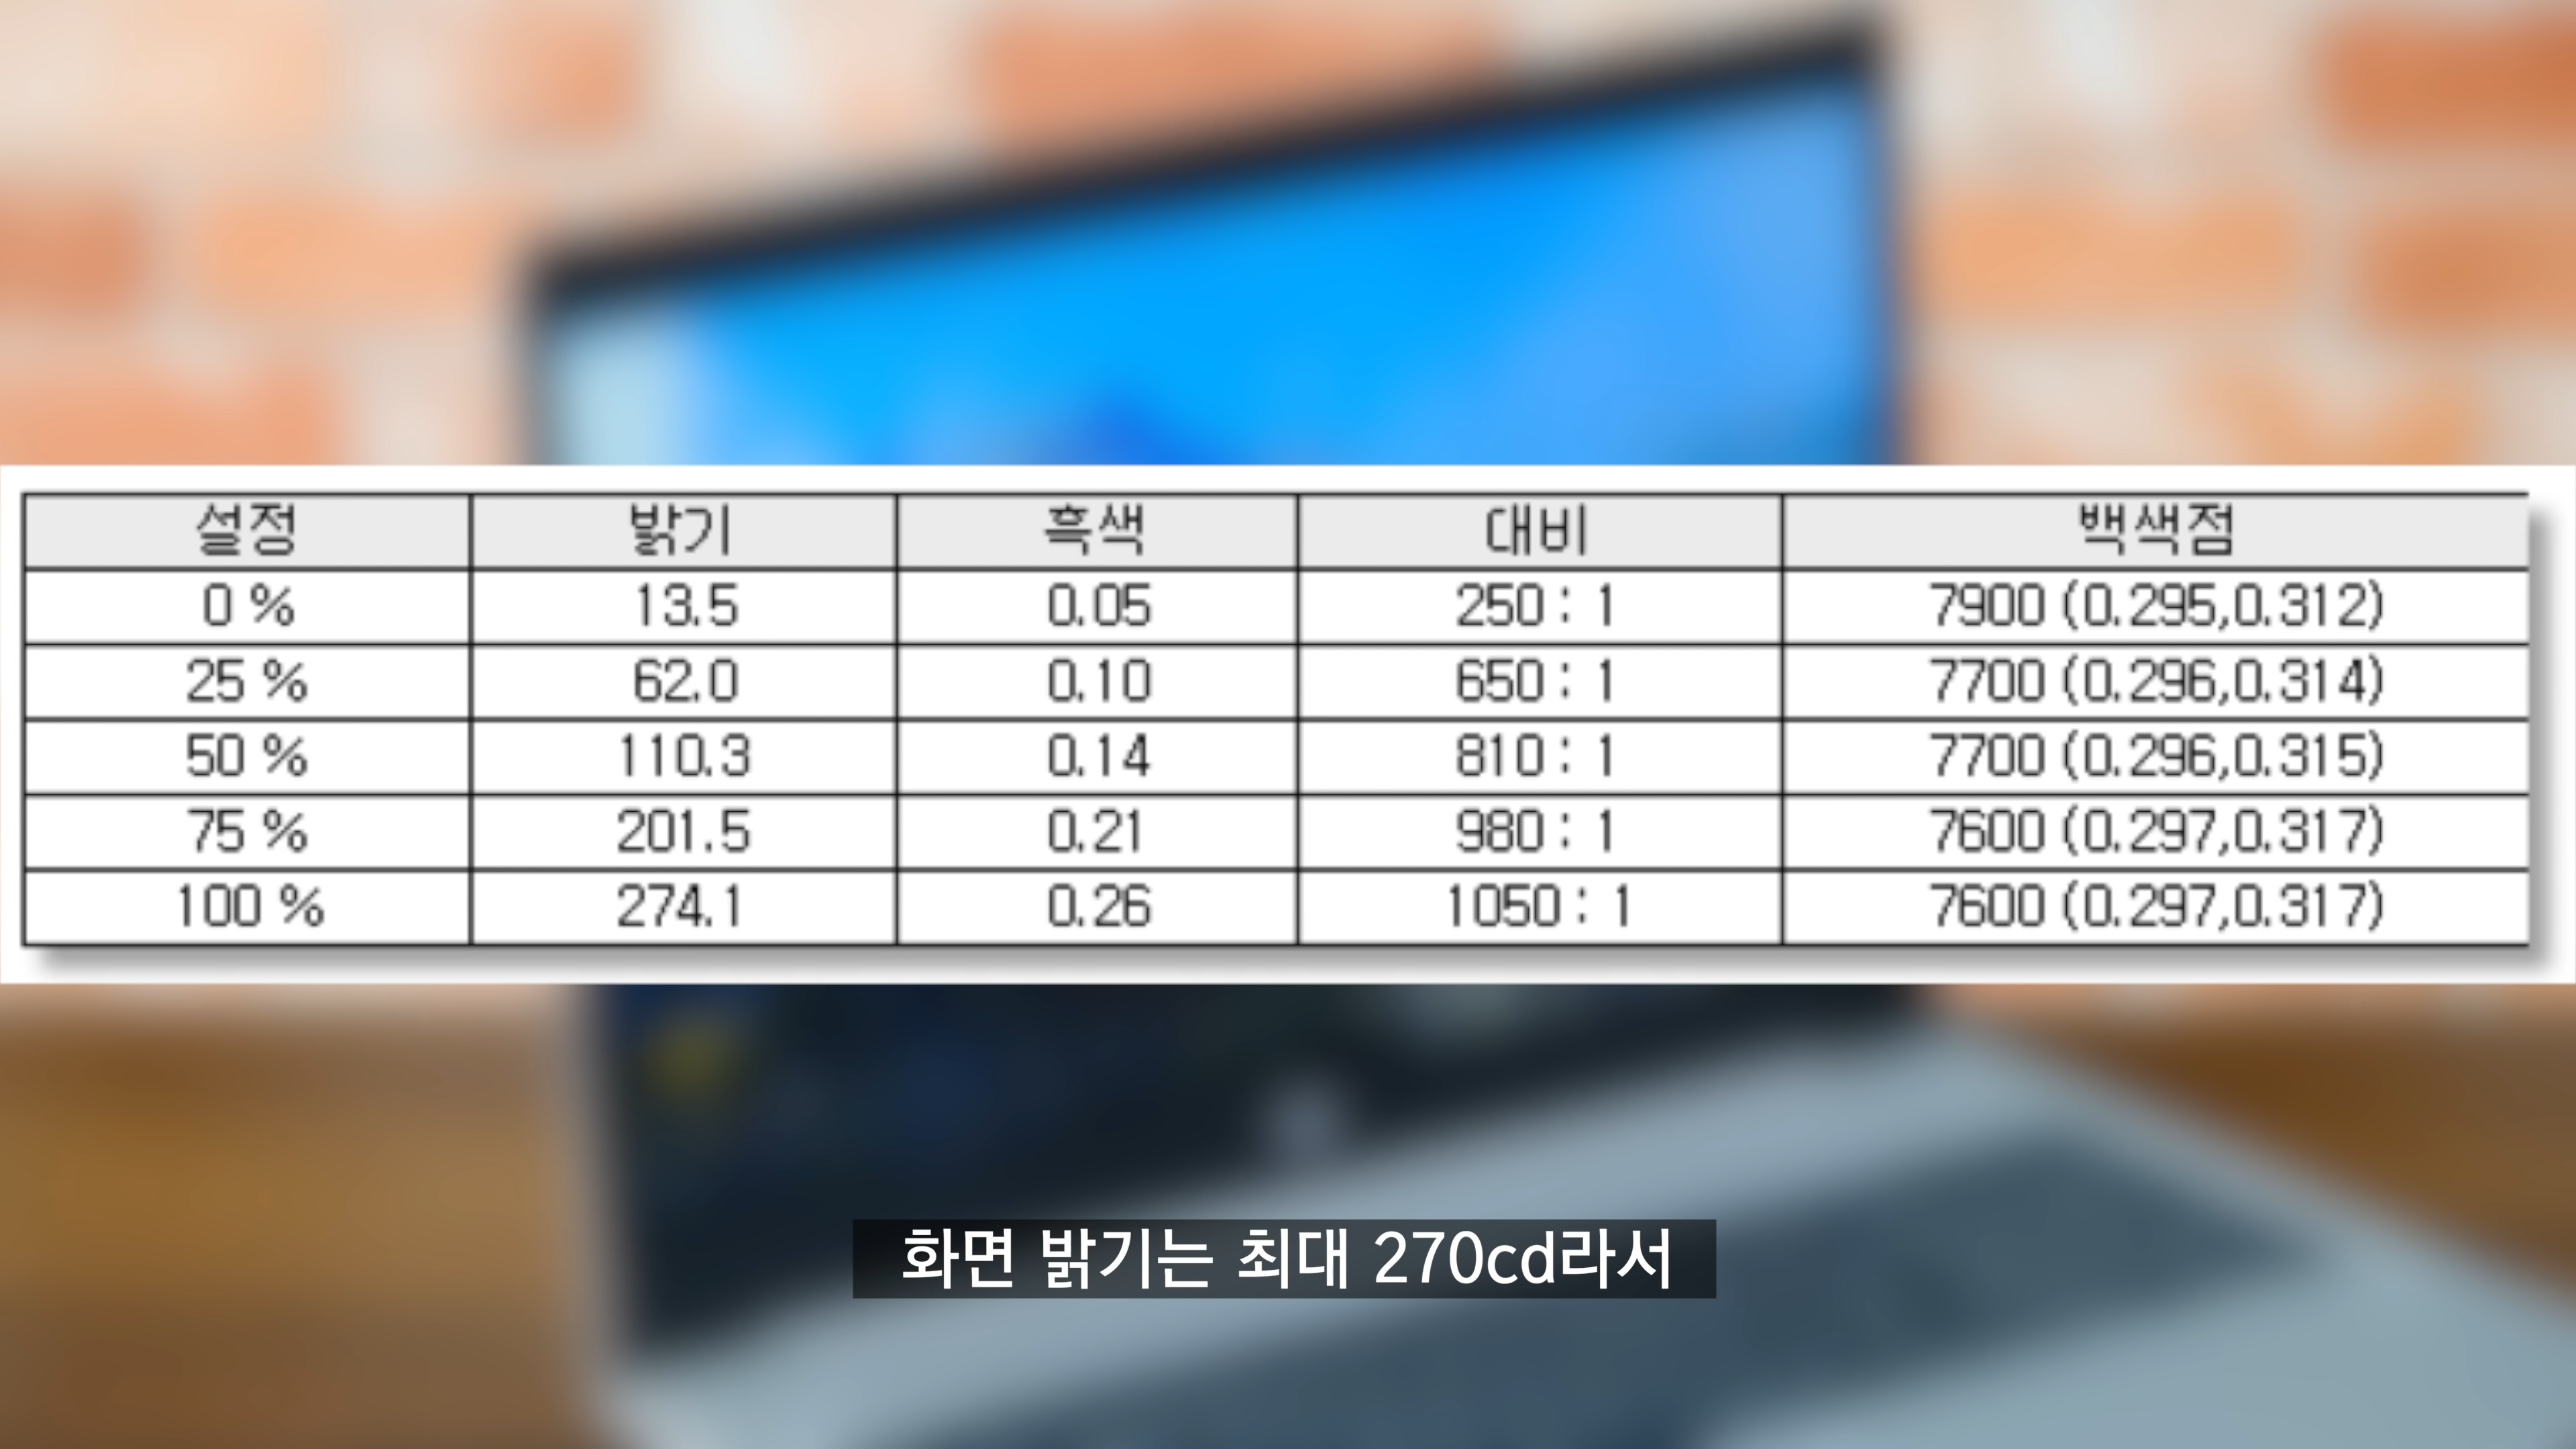 설정 밝기 흑색 대비 백색점
0 % 13.5 0.05 250 : 1 7900 (0.295,0.312)
25 % 62.0 0.10 650 : 1 7700 (0.296,0.314)
50 % 110.3 0.14 810 : 1 7700 (0.296,0.315)
75 % 201.5 0.21 980 : 1 7600 (0.297,0.317)
100 % 274.1 0.26 1050 : 1 7600 (0.297,0.317)
화면 밝기는 최대 270cd라서